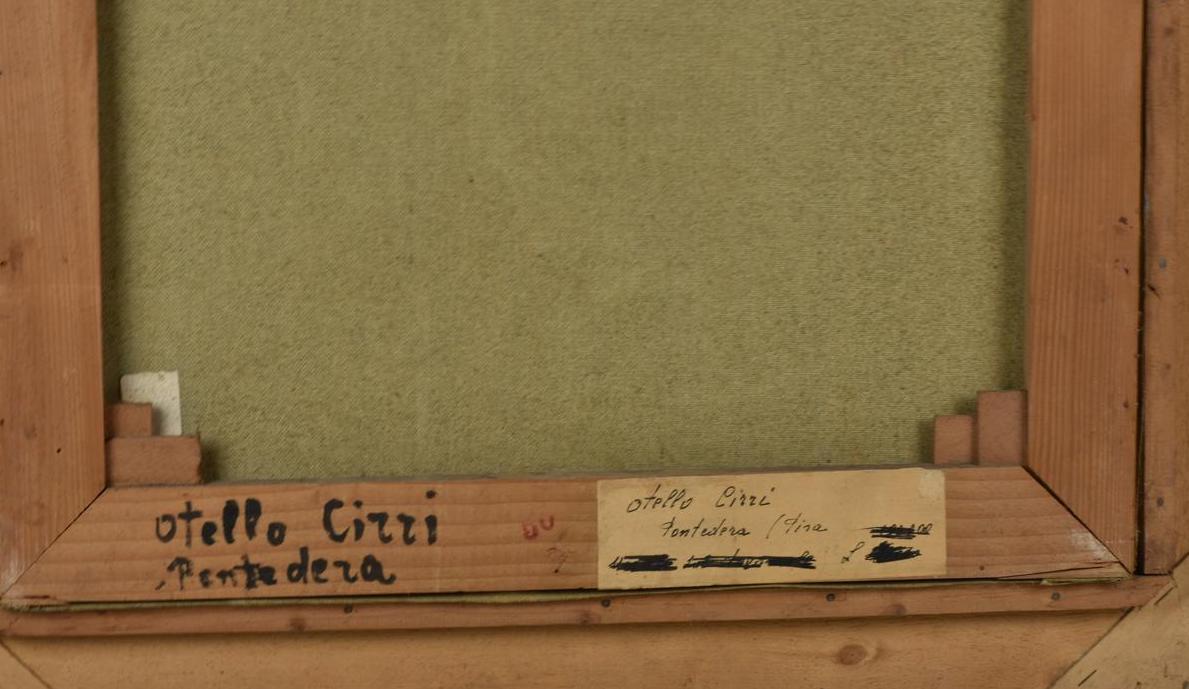 Otello Cirri
Pontedera
Otello Cirri
Pontedera (Pisa
£